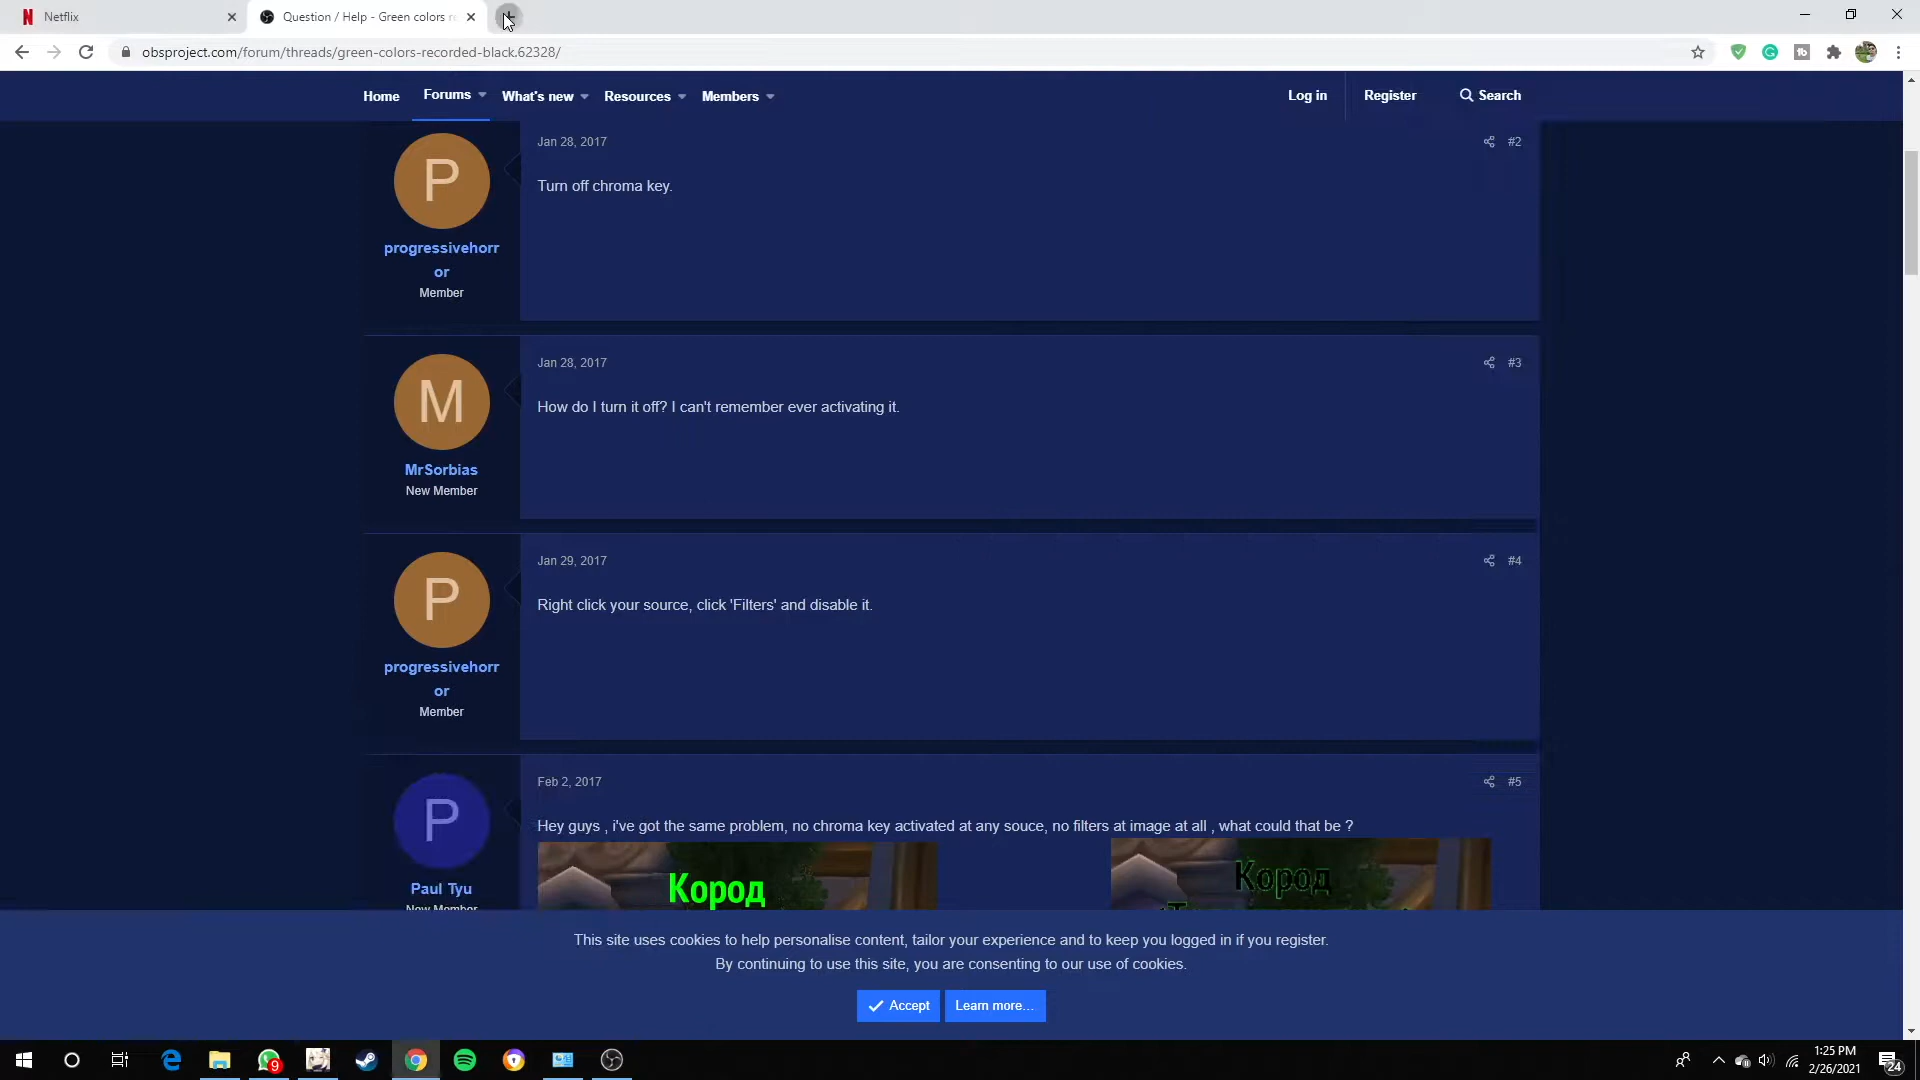 Netflix
Question / Help - Green colors re
obsproject.com/forum/threads/green-colors-recorded-black.62328/
Home
Forums
What's new
Resources
Members
Log in
Register
Search
P
progressivehorr
or
Member
Jan 28, 2017
#2
Turn off chroma key.
M
MrSorbias
New Member
Jan 28, 2017
#3
How do I turn it off? I can't remember ever activating it.
P
progressivehorr
or
Member
Jan 29, 2017
#4
Right click your source, click 'Filters' and disable it.
P
Paul Tyu
New Member
Feb 2, 2017
#5
Hey guys , i've got the same problem, no chroma key activated at any souce, no filters at image at all , what could that be ?
Кород
Кород
This site uses cookies to help personalise content, tailor your experience and to keep you logged in if you register.
By continuing to use this site, you are consenting to our use of cookies.
Accept
Learn more…
9
1:25 PM
2/26/2021
24